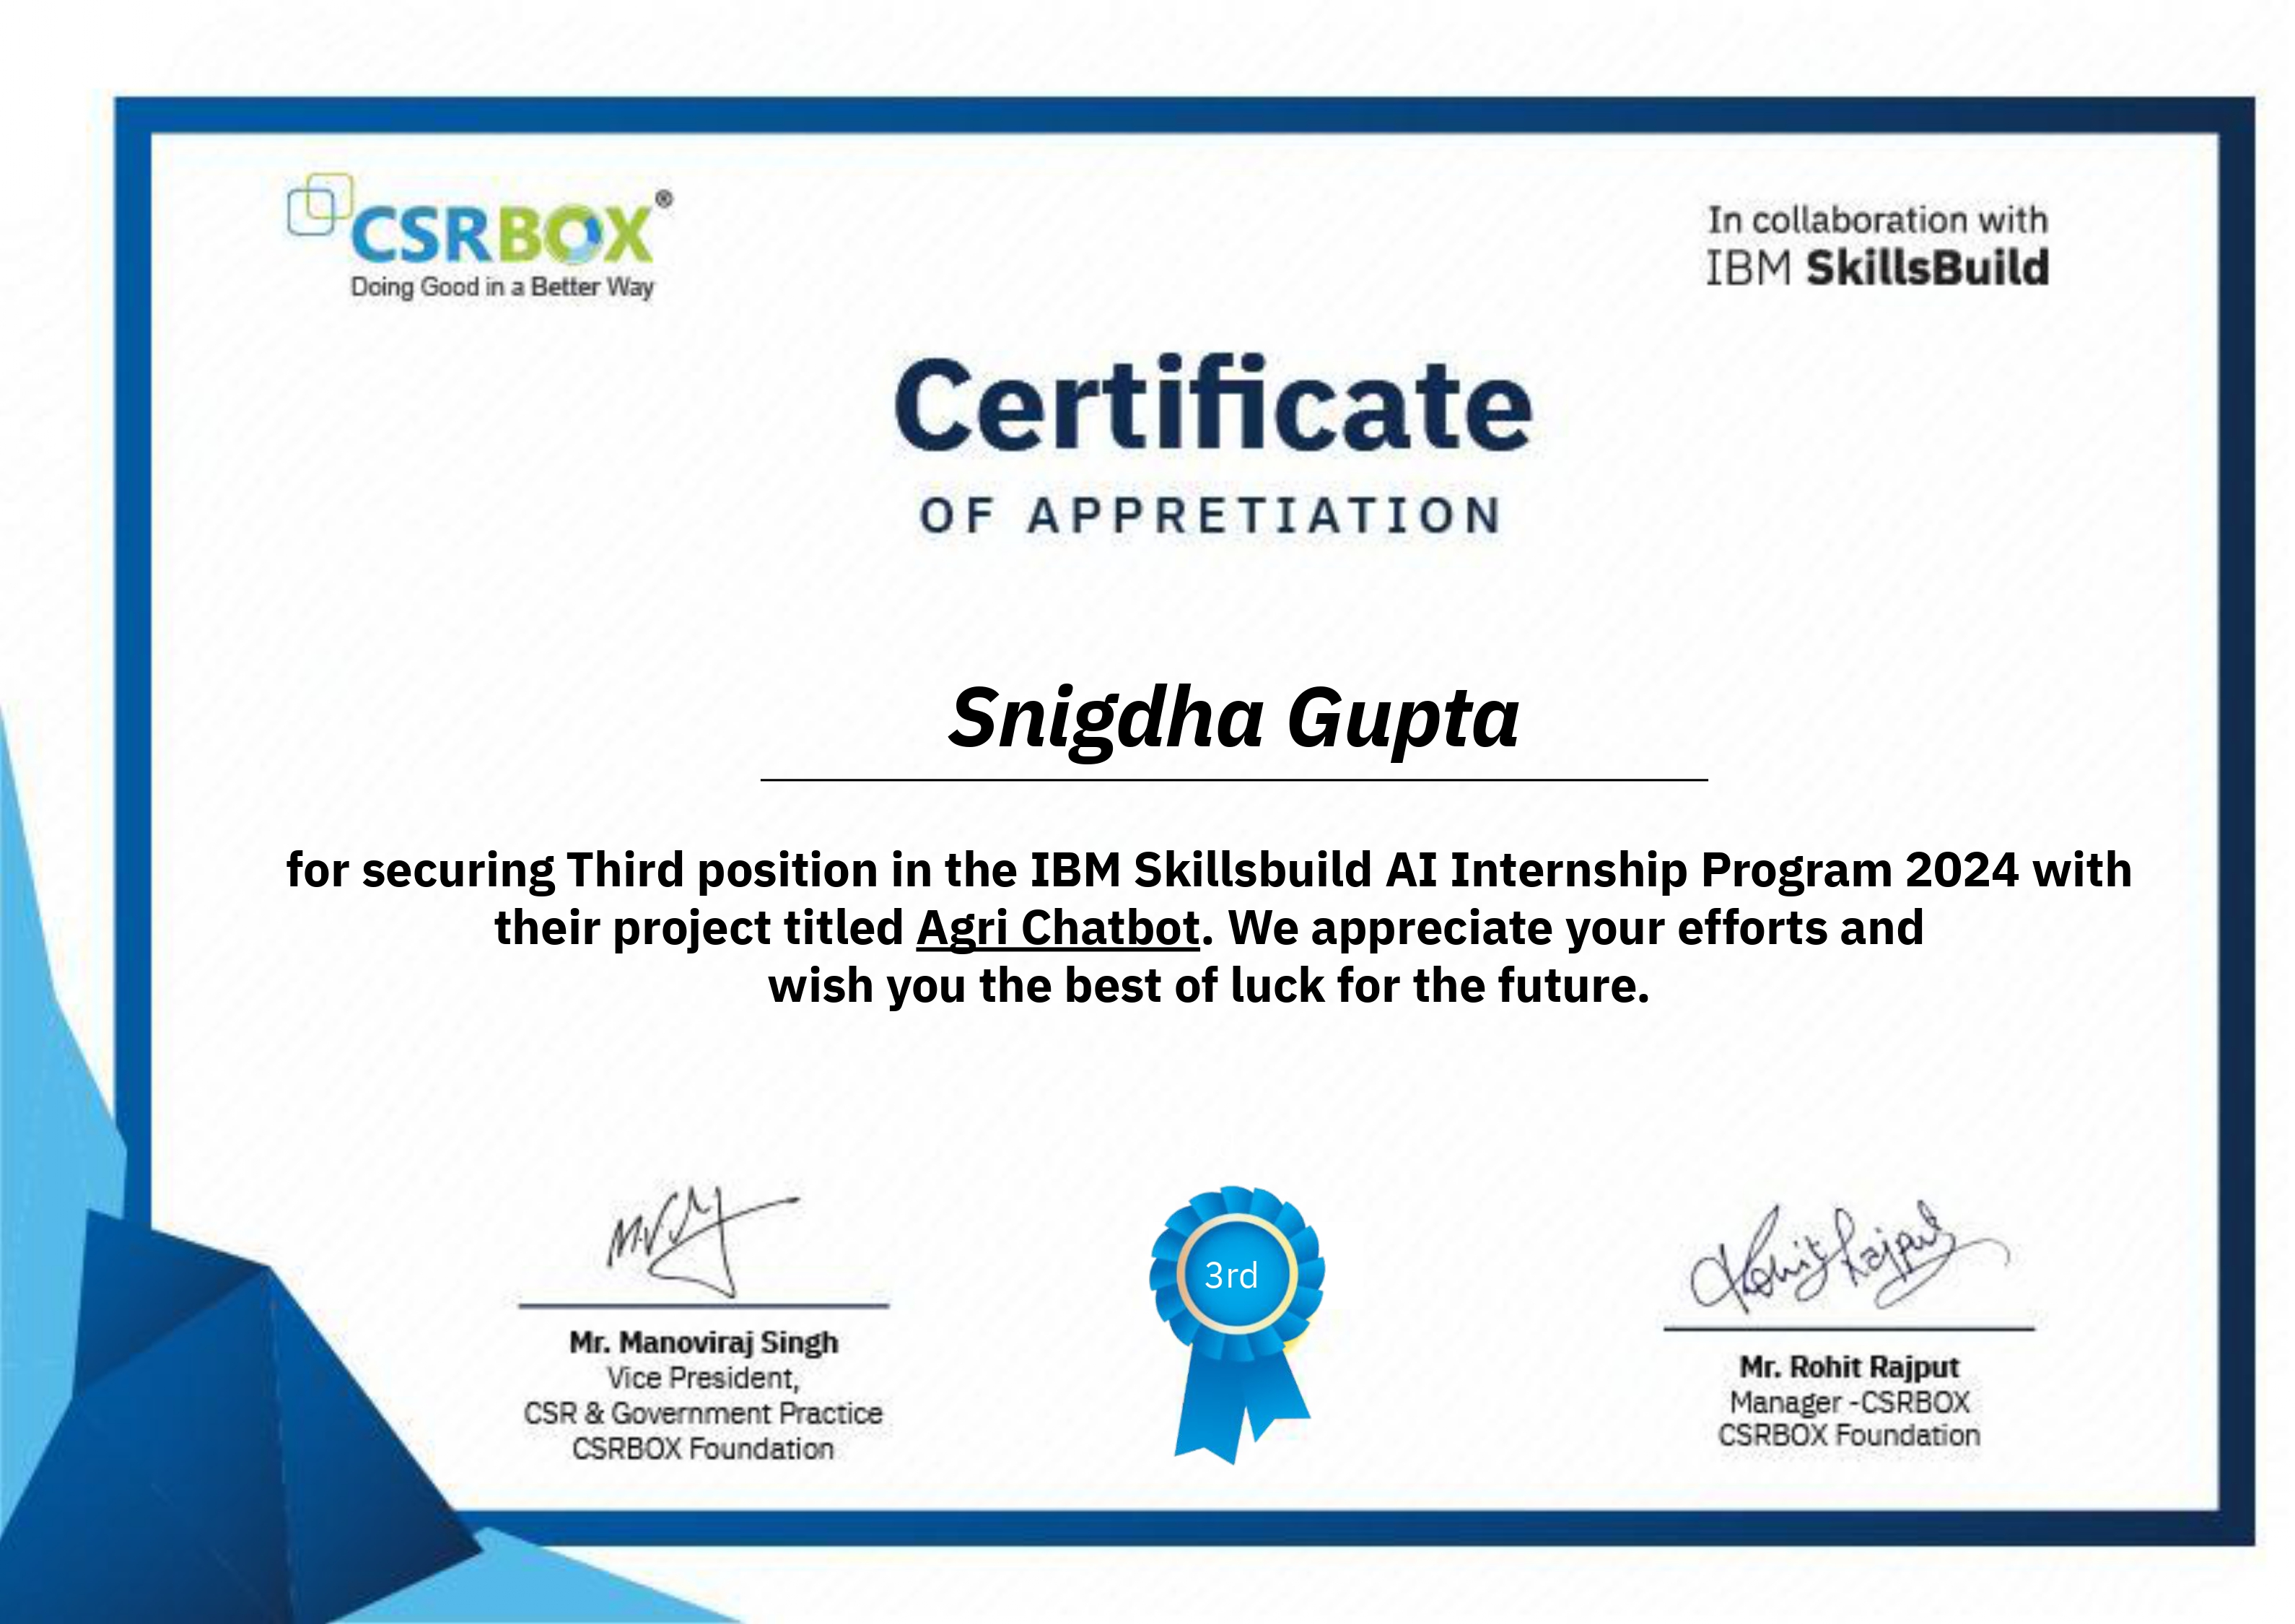 CSRBOX®
Doing Good in a Better Way
In collaboration with
IBM SkillsBuild
Certificate
OF APPRETIATION
Snigdha Gupta
for securing Third position in the IBM Skillsbuild AI Internship Program 2024 with
their project titled Agri Chatbot. We appreciate your efforts and
wish you the best of luck for the future.
3rd
Mr. Manoviraj Singh
Vice President,
CSR & Government Practice
CSRBOX Foundation
Rohit Rajput
Mr. Rohit Rajput
Manager -CSRBOX
CSRBOX Foundation